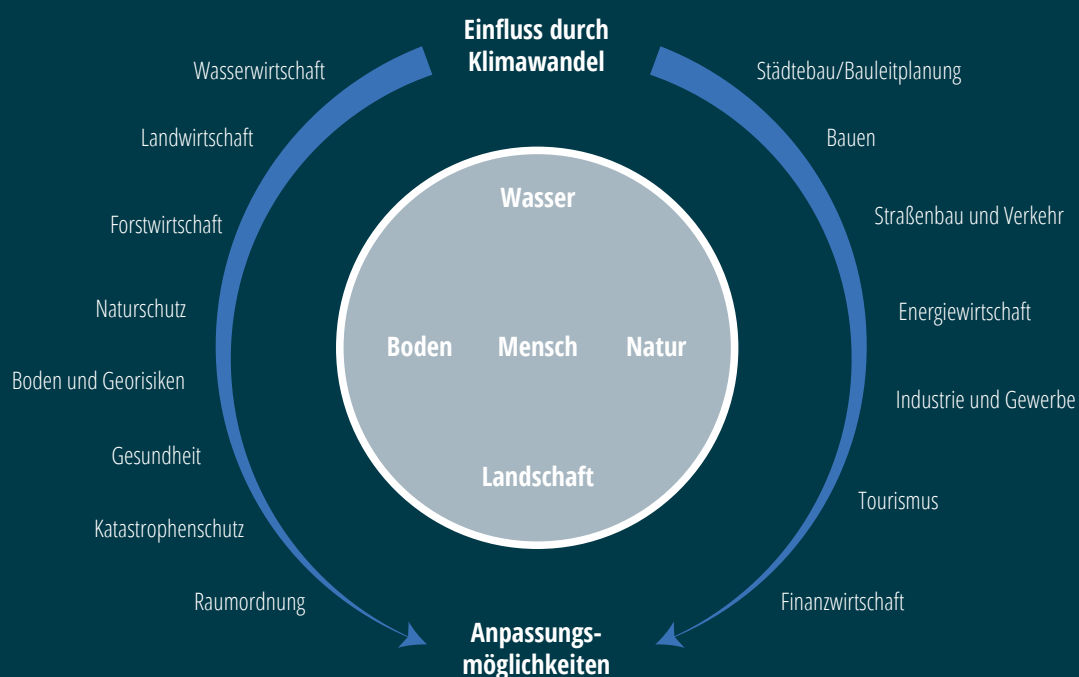 Einfluss durch
Klimawandel
Wasserwirtschaft
Landwirtschaft
Forstwirtschaft
Naturschutz
Boden und Georisiken
Gesundheit
Katastrophenschutz
Raumordnung
Wasser
Boden Mensch Natur
Landschaft
Städtebau/Bauleitplanung
Bauen
Straßenbau und Verkehr
Energiewirtschaft
Industrie und Gewerbe
Tourismus
Finanzwirtschaft
Anpassungs-
möglichkeiten